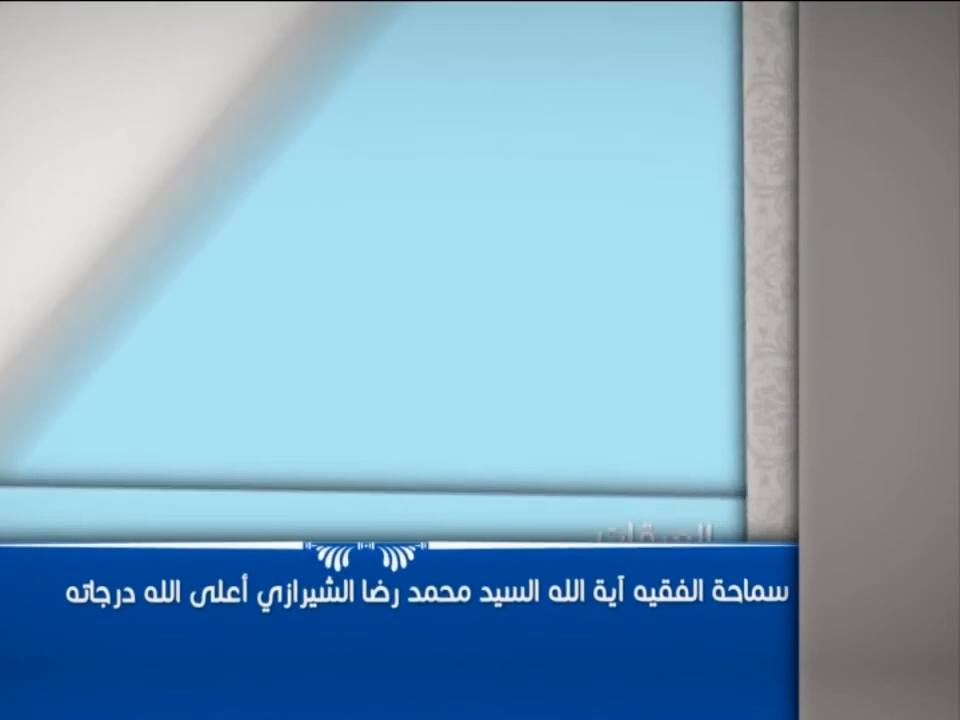 سماحة الفقيه آية الله السيد محمد رضا الشيرازي أعلى الله درجاته